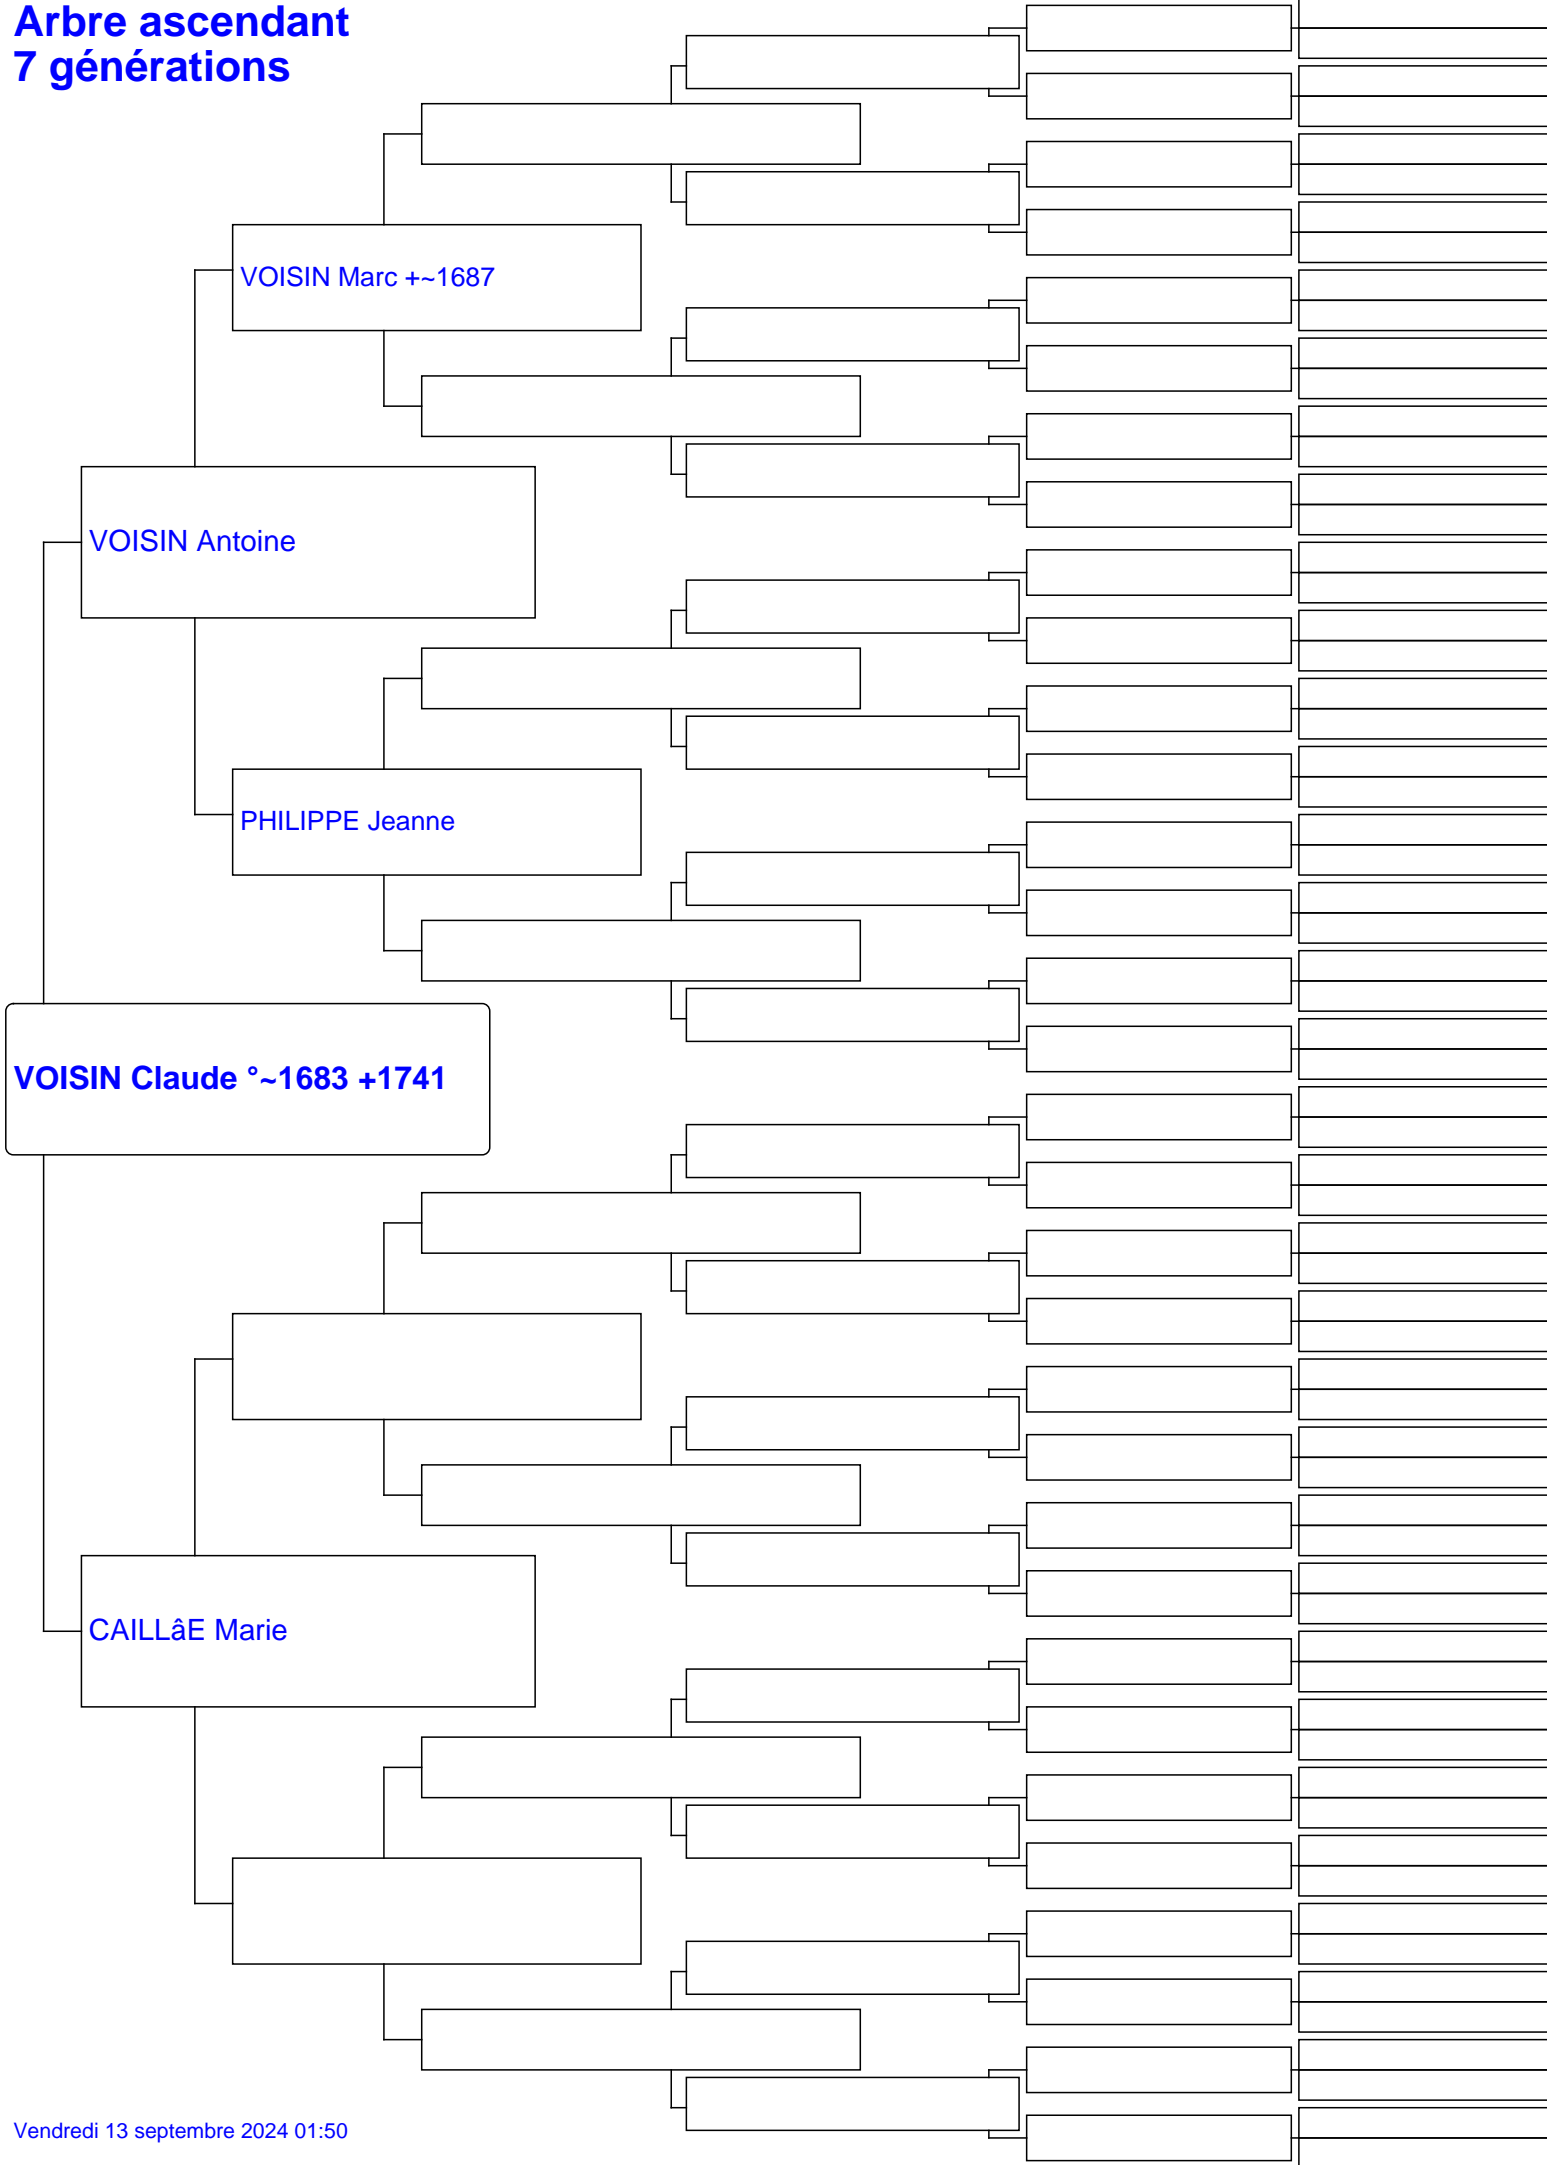 Arbre ascendant
7 générations
VOISIN Marc +~1687
VOISIN Antoine
PHILIPPE Jeanne
VOISIN Claude °~1683 +1741
CAILLâE Marie
Vendredi 13 septembre 2024 01:50